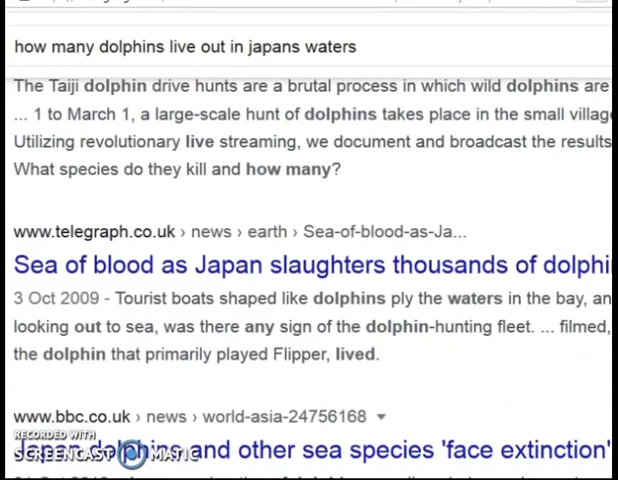 how many dolphins live out in japans waters
The Taiji dolphin drive hunts are a brutal process in which wild dolphins are
... 1 to March 1, a large-scale hunt of dolphins takes place in the small villag
Utilizing revolutionary live streaming, we document and broadcast the results
What species do they kill and how many?
www.telegraph.co.uk › news › earth › Sea-of-blood-as-Ja...
Sea of blood as Japan slaughters thousands of dolphi
3 Oct 2009 - Tourist boats shaped like dolphins ply the waters in the bay, an
looking out to sea, was there any sign of the dolphin-hunting fleet. ... filmed,
the dolphin that primarily played Flipper, lived.
www.bbc.co.uk › news › world-asia-24756168
RECORDED WITH
Japan dolphins and other sea species 'face extinction'
SCREENCAST MATIC